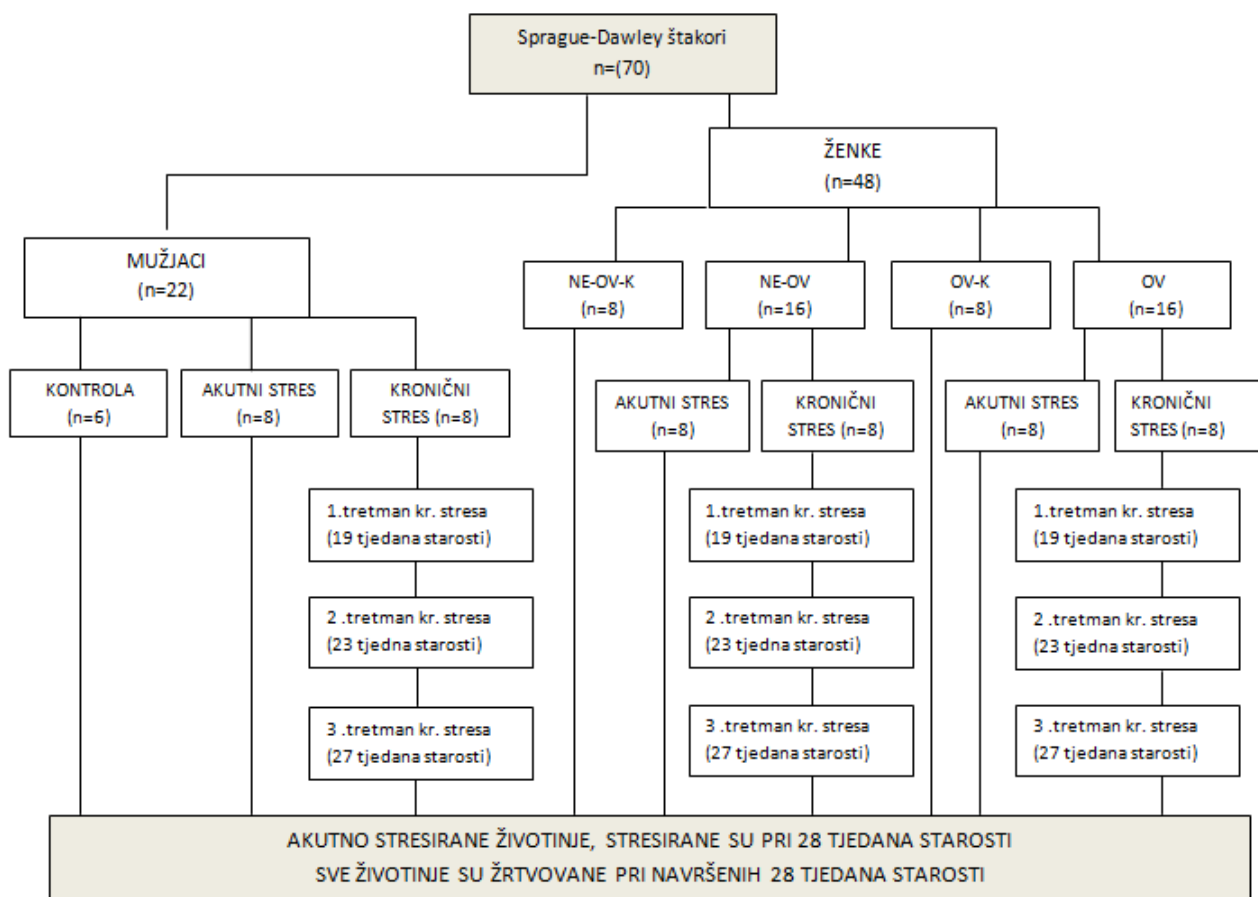 Sprague-Dawley štakori
n=(70)
ŽENKE
(n=48)
MUŽJACI
(n=22)
NE-OV-K
(n=8)
NE-OV
(n=16)
OV-K
(n=8)
OV
(n=16)
KONTROLA
(n=6)
AKUTNI STRES
(n=8)
KRONIČNI
STRES (n=8)
AKUTNI STRES
(n=8)
KRONIČNI
STRES (n=8)
AKUTNI STRES
(n=8)
KRONIČNI
STRES (n=8)
1.tretman kr. stresa
(19 tjedana starosti)
1.tretman kr. stresa
(19 tjedana starosti)
1.tretman kr. stresa
(19 tjedana starosti)
2 .tretman kr. stresa
(23 tjedna starosti)
2 .tretman kr. stresa
(23 tjedna starosti)
2 .tretman kr. stresa
(23 tjedna starosti)
3 .tretman kr. stresa
(27 tjedana starosti)
3 .tretman kr. stresa
(27 tjedana starosti)
3 .tretman kr. stresa
(27 tjedana starosti)
AKUTNO STRESIRANE ŽIVOTINJE, STRESIRANE SU PRI 28 TJEDANA STAROSTI
SVE ŽIVOTINJE SU ŽRTVOVANE PRI NAVRŠENIH 28 TJEDANA STAROSTI